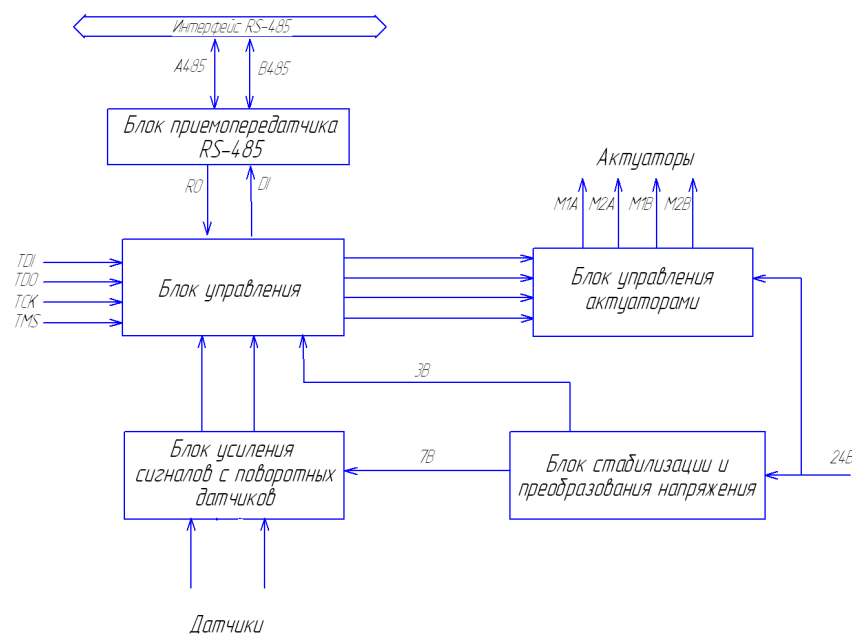 Интерфейс RS-485
A485
B485
Блок приемопередатчика
RS-485
RO
DI
Актуаторы
M1A
M2A
M1B
M2B
TDI
TDO
TCK
TMS
Блок управления
Блок управления
актуаторами
3В
Блок усиления
сигналов с поворотных
датчиков
7В
Блок стабилизации и
преобразования напряжения
24В
Датчики